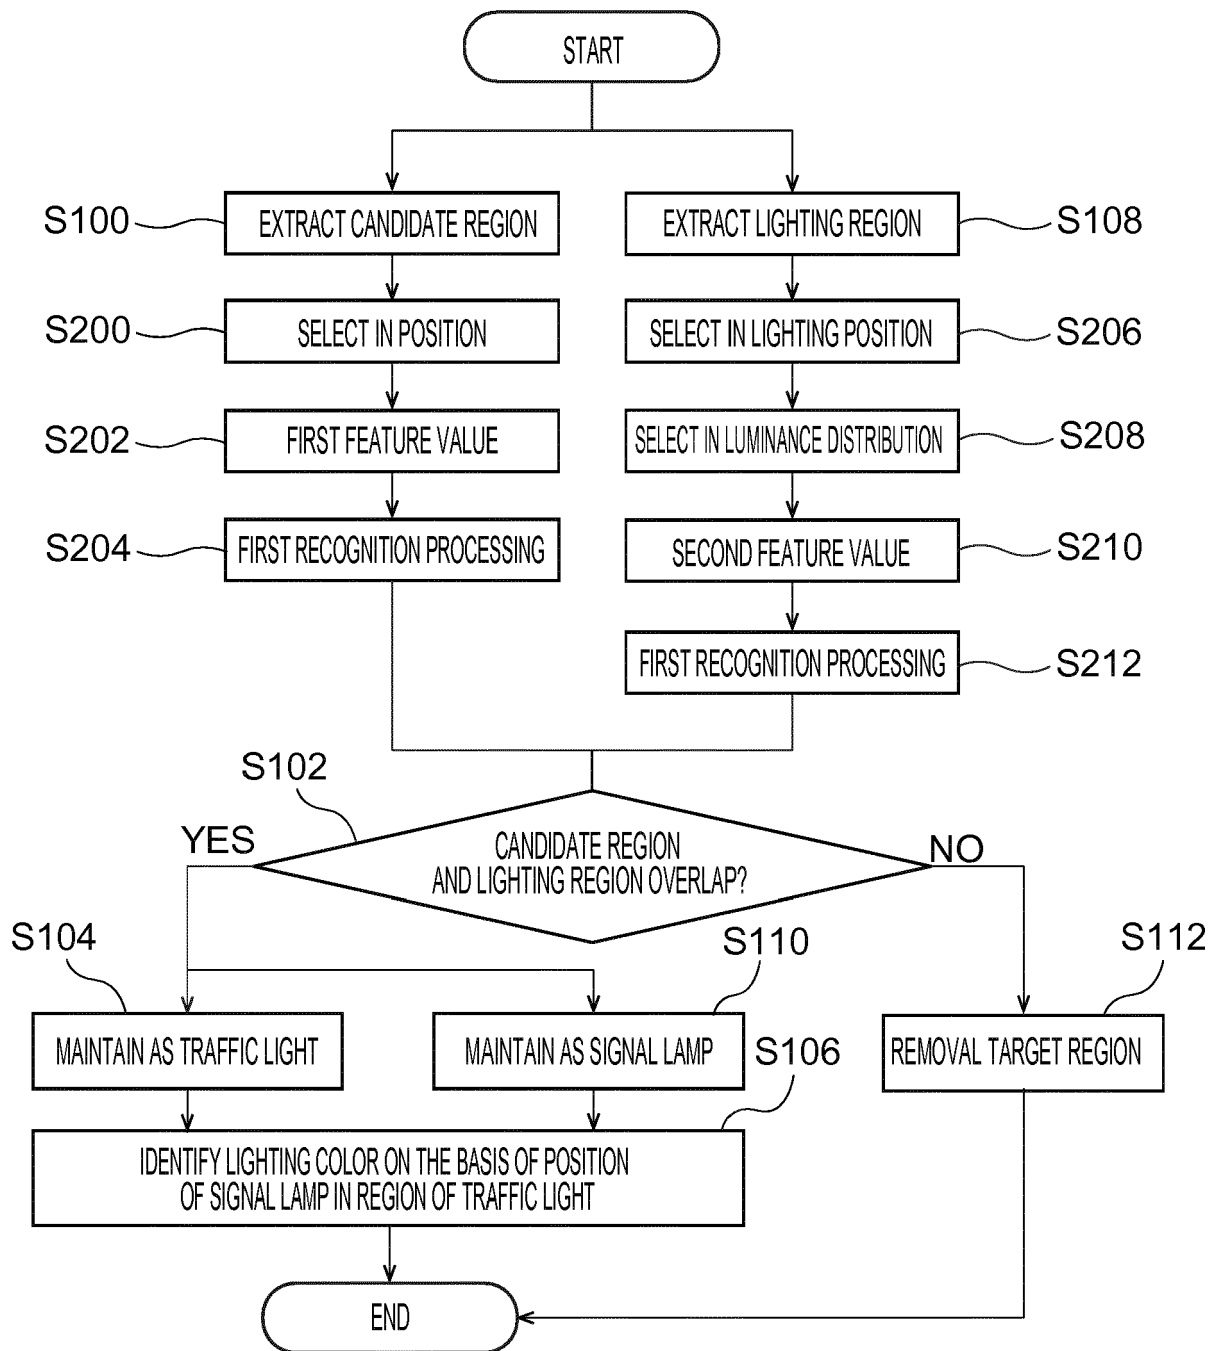 START
S100
EXTRACT CANDIDATE REGION
EXTRACT LIGHTING REGION
S108
S200
SELECT IN POSITION
SELECT IN LIGHTING POSITION
S206
S202
FIRST FEATURE VALUE
SELECT IN LUMINANCE DISTRIBUTION
S208
S204
FIRST RECOGNITION PROCESSING
SECOND FEATURE VALUE
S210
FIRST RECOGNITION PROCESSING
S212
S102
YES
CANDIDATE REGION
AND LIGHTING REGION OVERLAP?
NO
S104
S110
S112
MAINTAIN AS TRAFFIC LIGHT
MAINTAIN AS SIGNAL LAMP
S106
REMOVAL TARGET REGION
IDENTIFY LIGHTING COLOR ON THE BASIS OF POSITION
OF SIGNAL LAMP IN REGION OF TRAFFIC LIGHT
END